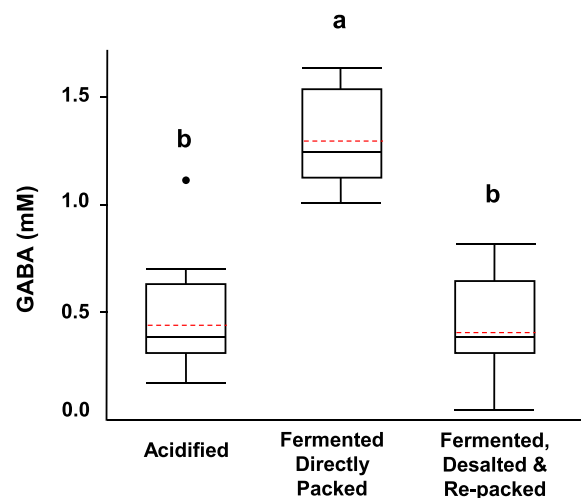 a
b
b
1.5
1.0
0.5
0.0
GABA (mM)
Acidified
Fermented
Directly
Packed
Fermented,
Desalted &
Re-packed